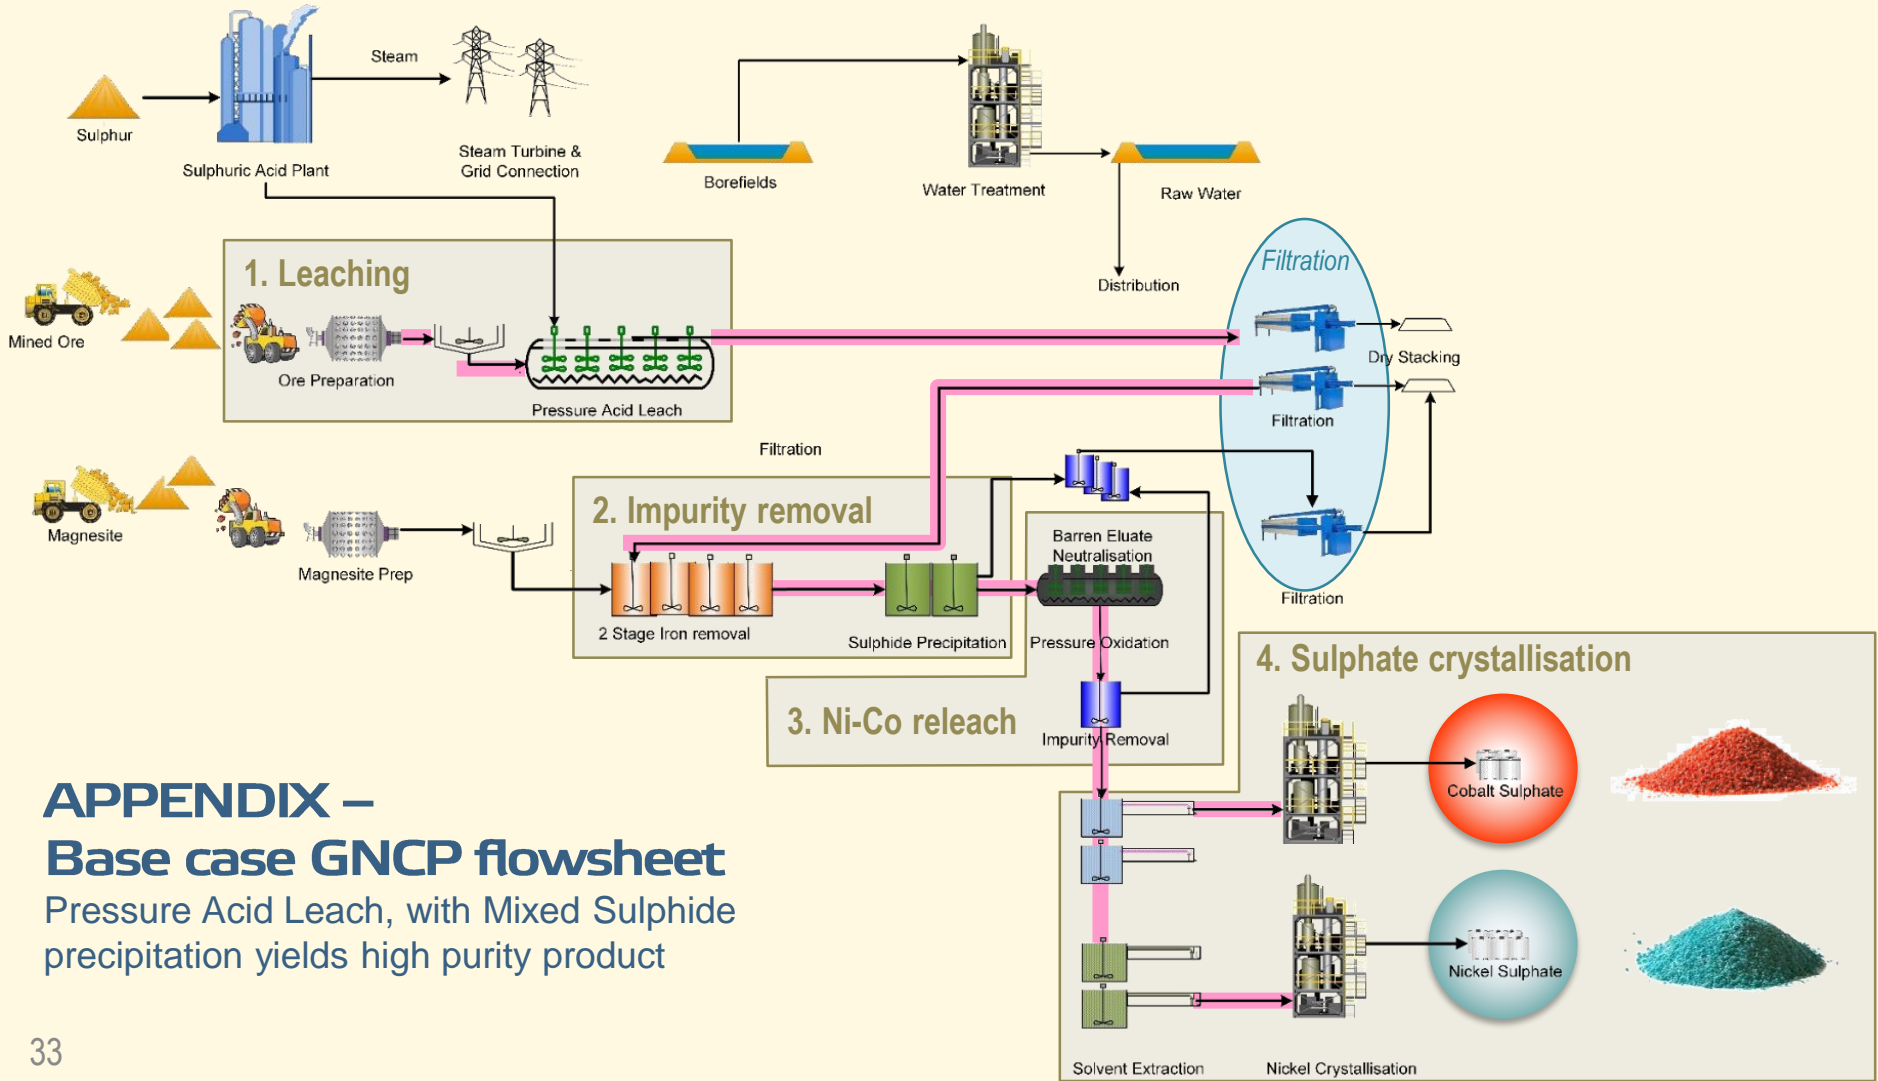 Steam
Sulphur
Sulphuric Acid Plant
Steam Turbine &
Grid Connection
Borefields
Water Treatment
Raw Water
Distribution
1. Leaching
Mined Ore
Ore Preparation
Pressure Acid Leach
Filtration
Dry Stacking
Filtration
Filtration
Filtration
Magnesite
Magnesite Prep
2. Impurity removal
2 Stage Iron removal
Sulphide Precipitation
Barren Eluate
Neutralisation
Pressure Oxidation
3. Ni-Co releach
Impurity Removal
4. Sulphate crystallisation
Cobalt Sulphate
Nickel Sulphate
Solvent Extraction
Nickel Crystallisation
APPENDIX –
Base case GNCP flowsheet
Pressure Acid Leach, with Mixed Sulphide
precipitation yields high purity product
33